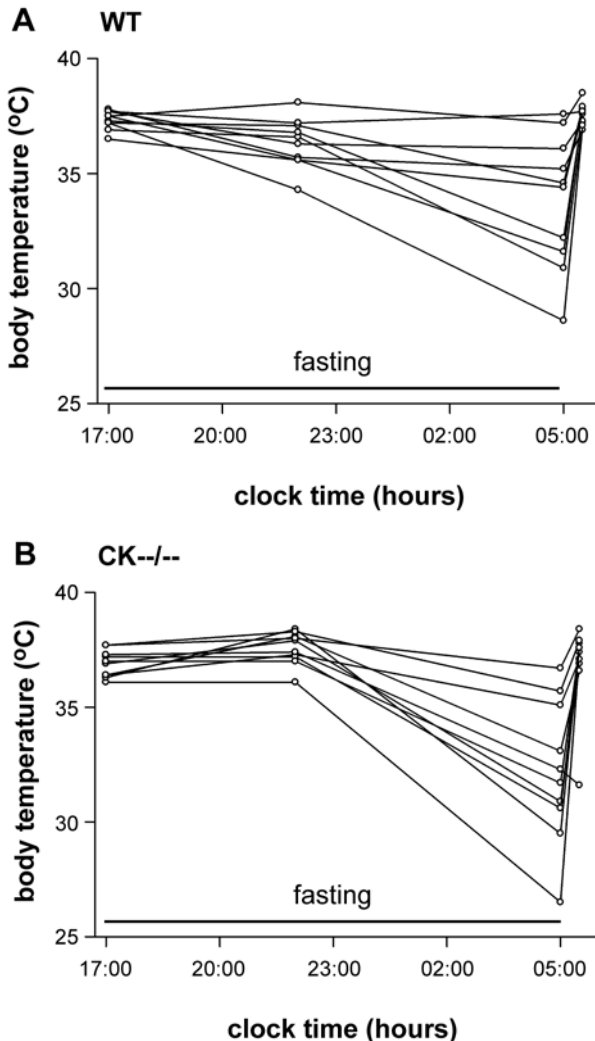 A WT
40
35
30
25
body temperature (ºC)
fasting
17:00 20:00 23:00 02:00 05:00
clock time (hours)
B CK--/--
40
35
30
25
body temperature (ºC)
fasting
17:00 20:00 23:00 02:00 05:00
clock time (hours)